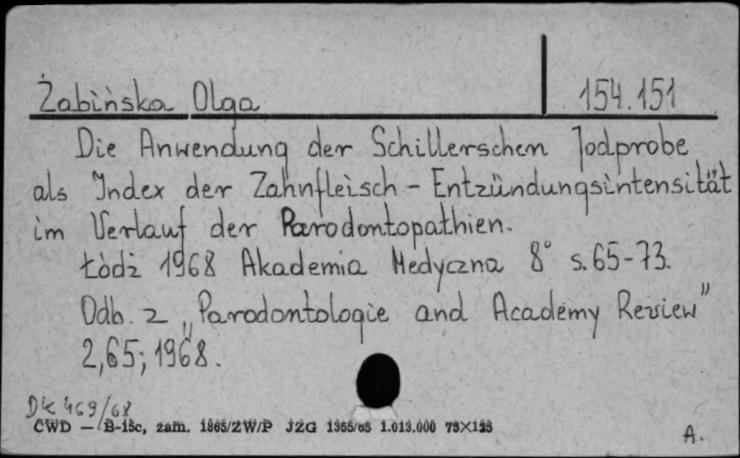 Żabińska Olga 154.151
Die Anwendung der Schillerschen Jodprobe
als Index der Zahnfleisch - Entzündungsintensität
im Verlauf der Parodontopathien.
Łódź 1968 Akademia Medyczna 8° s. 65-73.
Odb. z „Parodontologie and Academy Review"
2,65; 1968.
Dk 469/68
CWD — B-15c, zam. 1865/ZW/P JZG 1355/65 1.013.000 75×125
A.